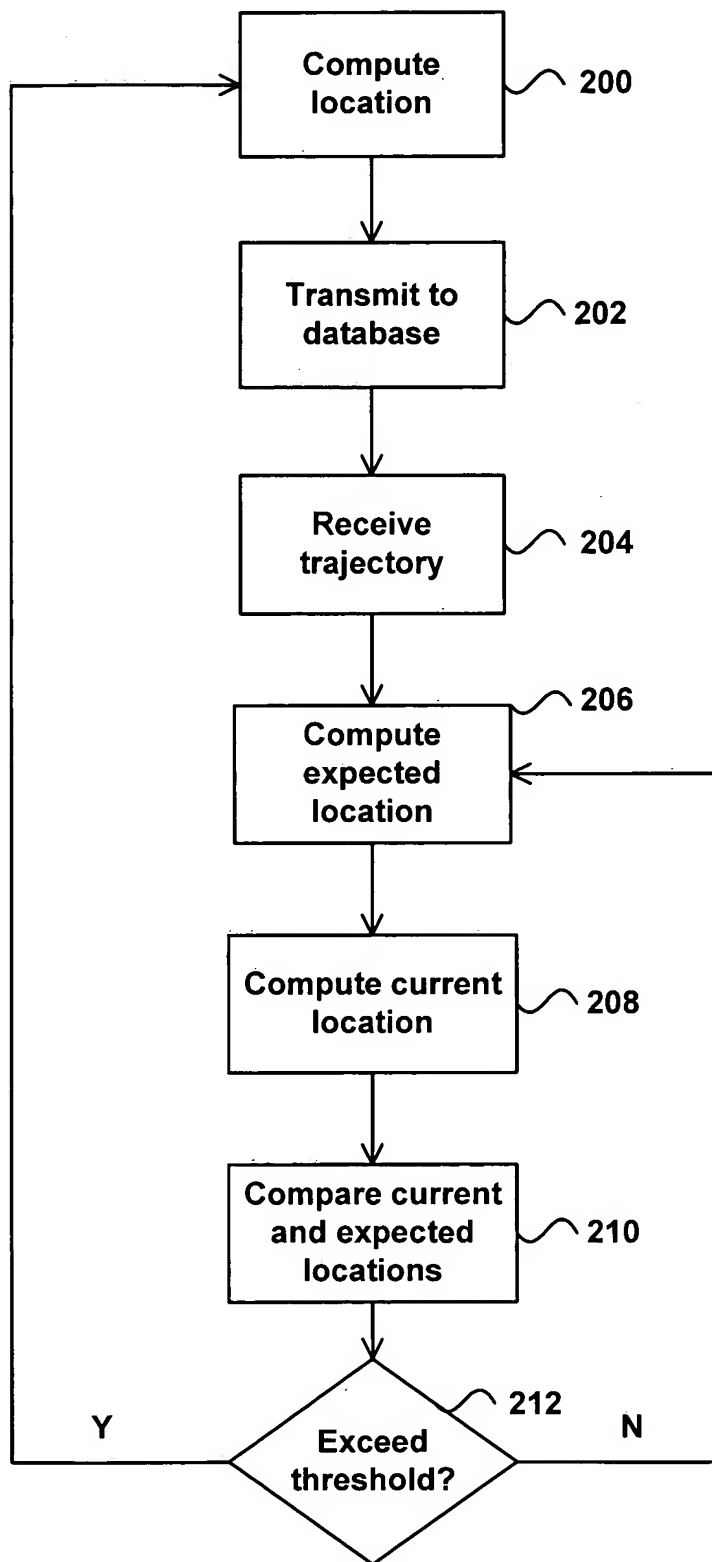 Compute
location
200
Transmit to
database
202
Receive
trajectory
204
206
Compute
expected
location
Compute current
location
208
Compare current
and expected
locations
210
212
Y
N
Exceed
threshold?